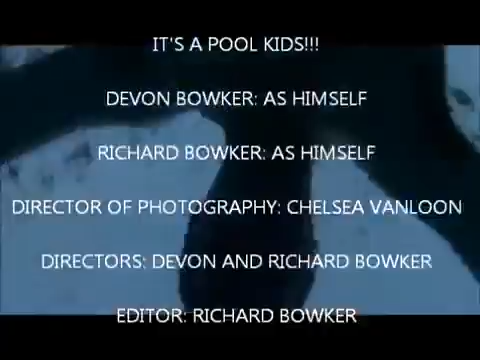 IT'S A POOL KIDS!!!
DEVON BOWKER: AS HIMSELF
RICHARD BOWKER: AS HIMSELF
DIRECTOR OF PHOTOGRAPHY: CHELSEA VANLOON
DIRECTORS: DEVON AND RICHARD BOWKER
EDITOR: RICHARD BOWKER